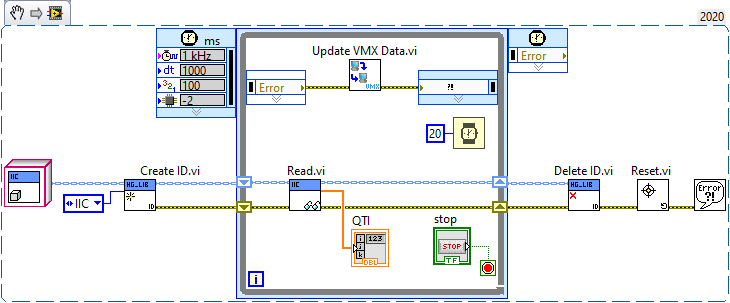 2020
ms
1 kHz
dt 1000
100
-2
Update VMX Data.vi
Error
VMX
?!
Error
20
Create ID.vi
Read.vi
Delete ID.vi
Reset.vi
IIC
HG_LIB
ID
IIC
IIC
HG_LIB
ID
Error
?!
QTI
i
j
k
123
DBL
stop
STOP
TF
i